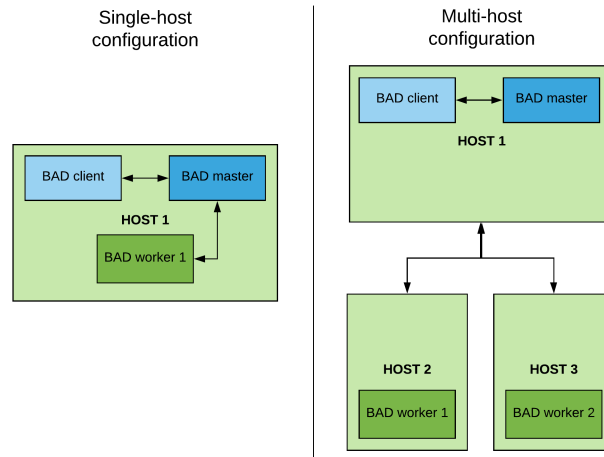 Single-host
configuration
BAD client
BAD master
HOST 1
BAD worker 1
Multi-host
configuration
BAD client
BAD master
HOST 1
HOST 2
HOST 3
BAD worker 1
BAD worker 2